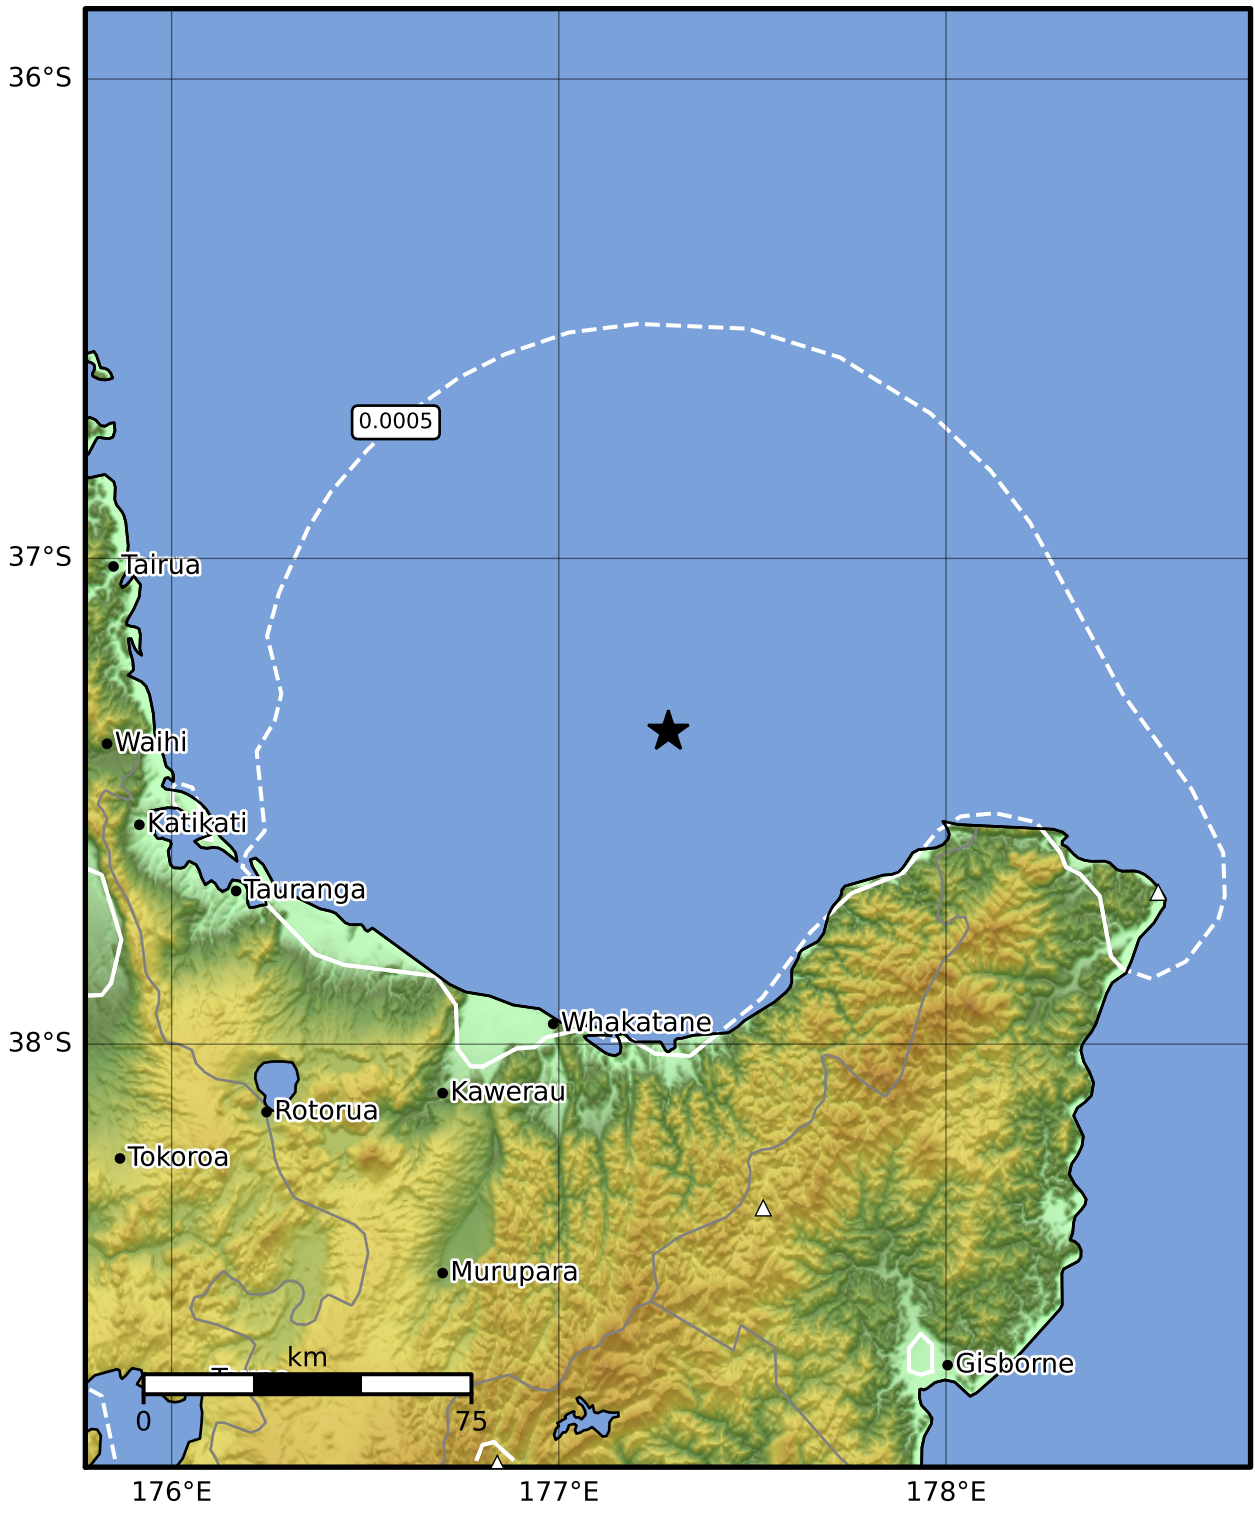 36°S
0.0005
37°S
Tairua
Waihi
Katikati
Tauranga
Whakatane
38°S
Kawerau
Rotorua
Tokoroa
Murupara
km
Gisborne
0
75
176°E
177°E
178°E